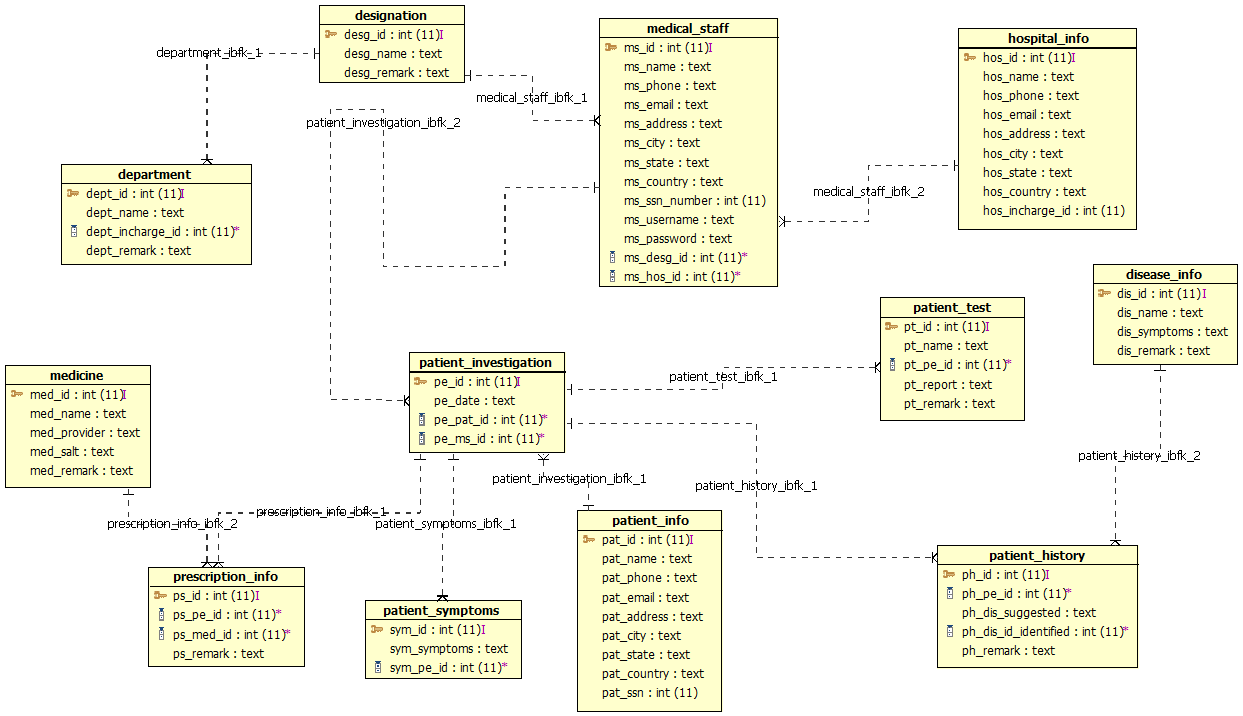 designation
desg_id : int (11)I
desg_name : text
desg_remark : text
medical_staff
ms_id : int (11)I
ms_name : text
ms_phone : text
ms_email : text
ms_address : text
ms_city : text
ms_state : text
ms_country : text
ms_ssn_number : int (11)
ms_username : text
ms_password : text
ms_desg_id : int (11)*
ms_hos_id : int (11)*
hospital_info
hos_id : int (11)I
hos_name : text
hos_phone : text
hos_email : text
hos_address : text
hos_city : text
hos_state : text
hos_country : text
hos_incharge_id : int (11)
department_ibfk_1
medical_staff_ibfk_1
patient_investigation_ibfk_2
medical_staff_ibfk_2
department
dept_id : int (11)I
dept_name : text
dept_incharge_id : int (11)*
dept_remark : text
disease_info
dis_id : int (11)I
dis_name : text
dis_symptoms : text
dis_remark : text
patient_test
pt_id : int (11)I
pt_name : text
pt_pe_id : int (11)*
pt_report : text
pt_remark : text
patient_investigation
pe_id : int (11)I
pe_date : text
pe_pat_id : int (11)*
pe_ms_id : int (11)*
medicine
med_id : int (11)I
med_name : text
med_provider : text
med_salt : text
med_remark : text
patient_test_ibfk_1
patient_history_ibfk_2
patient_investigation_ibfk_1
patient_history_ibfk_1
prescription_info_ibfk_1
prescription_info_ibfk_2
patient_symptoms_ibfk_1
patient_info
pat_id : int (11)I
pat_name : text
pat_phone : text
pat_email : text
pat_address : text
pat_city : text
pat_state : text
pat_country : text
pat_ssn : int (11)
patient_history
ph_id : int (11)I
ph_pe_id : int (11)*
ph_dis_suggested : text
ph_dis_id_identified : int (11)*
ph_remark : text
prescription_info
ps_id : int (11)I
ps_pe_id : int (11)*
ps_med_id : int (11)*
ps_remark : text
patient_symptoms
sym_id : int (11)I
sym_symptoms : text
sym_pe_id : int (11)*